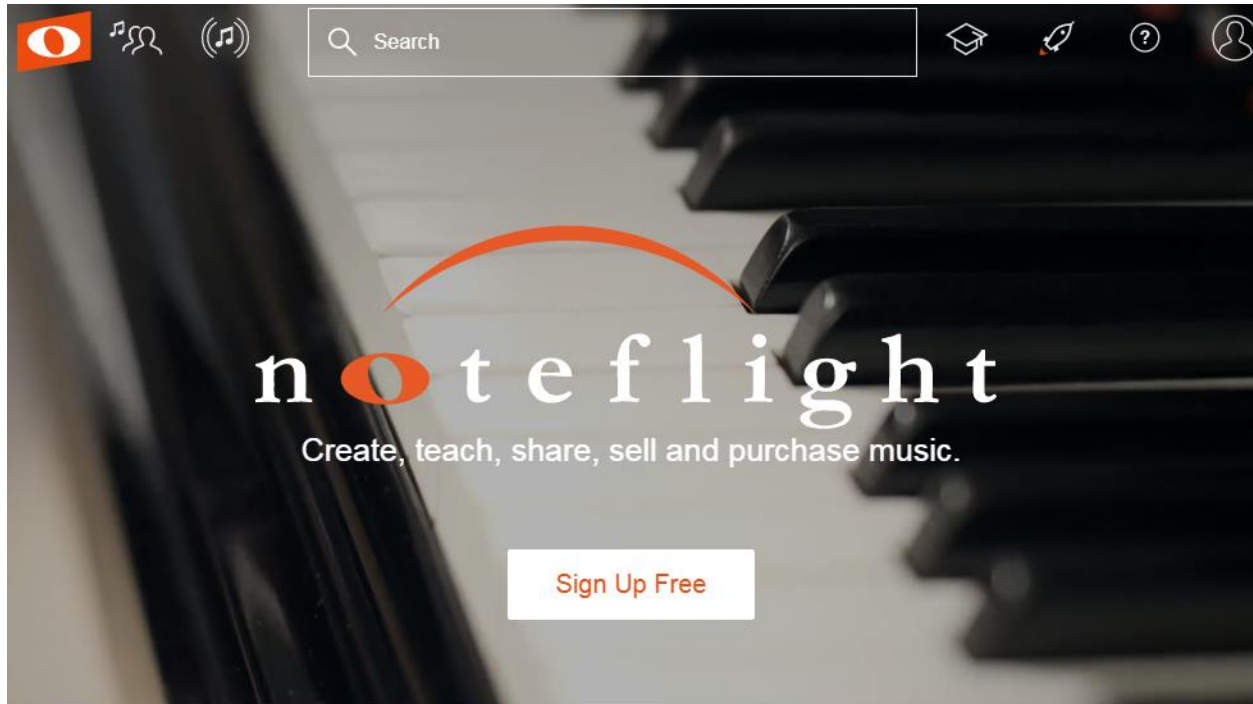 Search
?
noteflight
Create, teach, share, sell and purchase music.
Sign Up Free